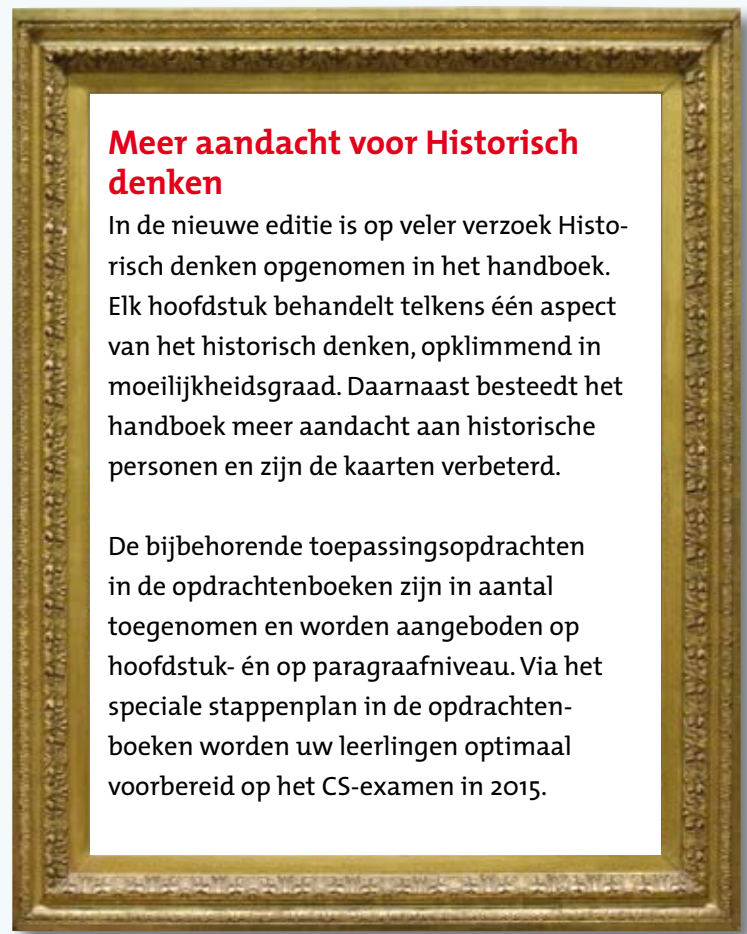 Meer aandacht voor Historisch
denken
In de nieuwe editie is op veler verzoek Histo-
risch denken opgenomen in het handboek.
Elk hoofdstuk behandelt telkens één aspect
van het historisch denken, opklimmend in
moeilijkheidsgraad. Daarnaast besteedt het
handboek meer aandacht aan historische
personen en zijn de kaarten verbeterd.
De bijbehorende toepassingsopdrachten
in de opdrachtenboeken zijn in aantal
toegenomen en worden aangeboden op
hoofdstuk- én op paragraafniveau. Via het
speciale stappenplan in de opdrachten-
boeken worden uw leerlingen optimaal
voorbereid op het CS-examen in 2015.